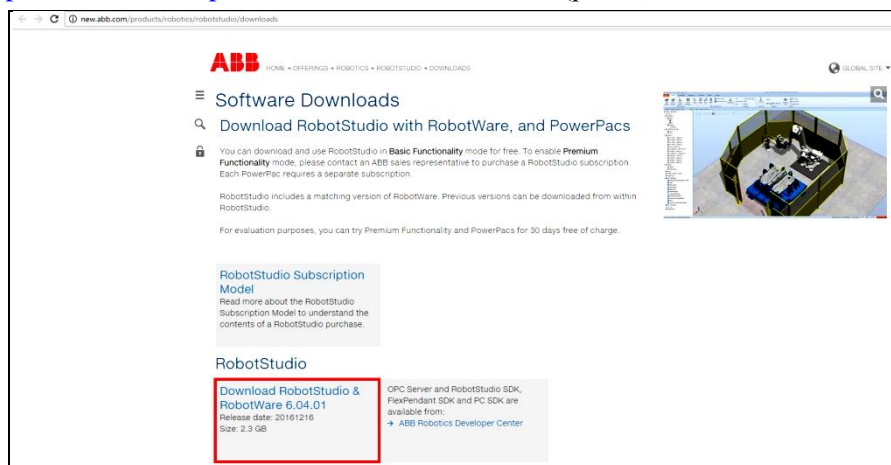 new.abb.com/products/robotics/robotstudio/downloads
ABB
HOME • OFFERINGS • ROBOTICS • ROBOTSTUDIO • DOWNLOADS
GLOBAL SITE
Software Downloads
Download RobotStudio with RobotWare, and PowerPacs
You can download and use RobotStudio in Basic Functionality mode for free. To enable Premium
Functionality mode, please contact an ABB sales representative to purchase a RobotStudio subscription.
Each PowerPac requires a separate subscription.
RobotStudio includes a matching version of RobotWare. Previous versions can be downloaded from within
RobotStudio.
For evaluation purposes, you can try Premium Functionality and PowerPacs for 30 days free of charge.
RobotStudio Subscription
Model
Read more about the RobotStudio
Subscription Model to understand the
contents of a RobotStudio purchase.
RobotStudio
Download RobotStudio &
RobotWare 6.04.01
Release date: 20161216
Size: 2.3 GB
OPC Server and RobotStudio SDK,
FlexPendant SDK and PC SDK are
available from:
→ ABB Robotics Developer Center